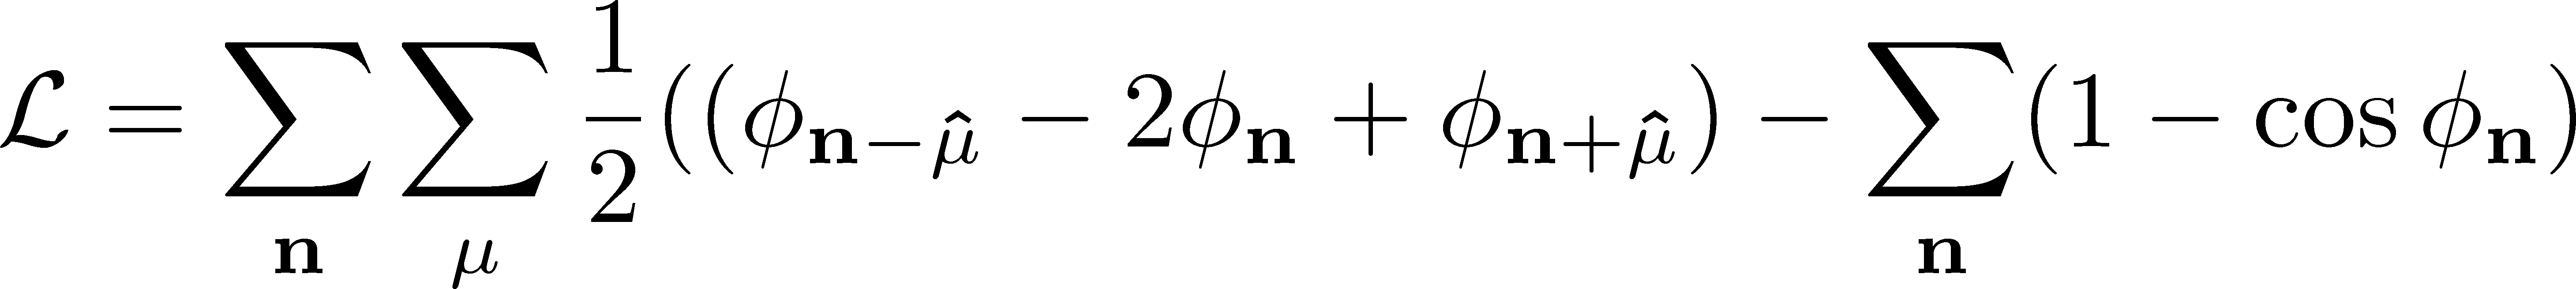 \mathcal{L} = \sum_{\mathbf{n}} \sum_{\mu} \frac{1}{2} ((\phi_{\mathbf{n}-\hat{\mu}} - 2\phi_{\mathbf{n}} + \phi_{\mathbf{n}+\hat{\mu}}) - \sum_{\mathbf{n}} (1 - \cos \phi_{\mathbf{n}})